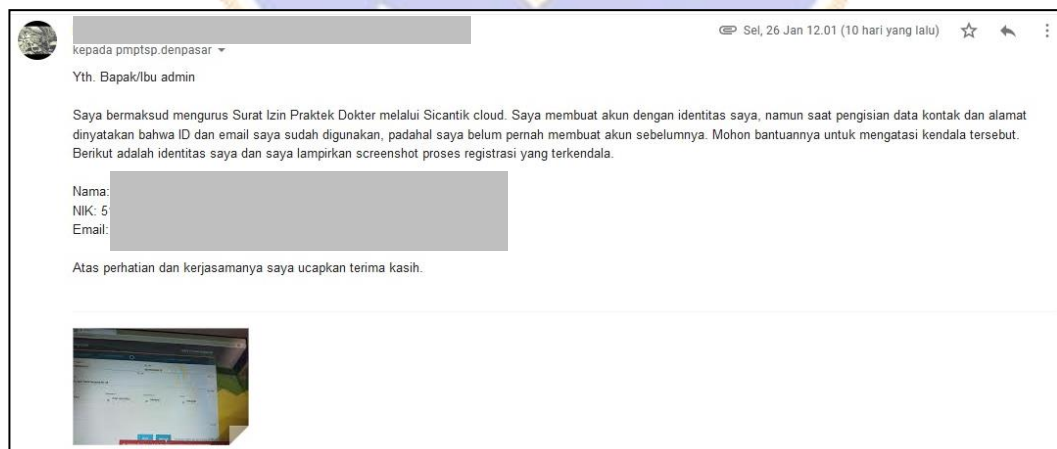 Sel, 26 Jan 12.01 (10 hari yang lalu)
kepada pmptsp.denpasar
Yth. Bapak/Ibu admin
Saya bermaksud mengurus Surat Izin Praktek Dokter melalui Sicantik cloud. Saya membuat akun dengan identitas saya, namun saat pengisian data kontak dan alamat
dinyatakan bahwa ID dan email saya sudah digunakan, padahal saya belum pernah membuat akun sebelumnya. Mohon bantuannya untuk mengatasi kendala tersebut.
Berikut adalah identitas saya dan saya lampirkan screenshot proses registrasi yang terkendala.
Nama:
NIK: 5
Email:
Atas perhatian dan kerjasamanya saya ucapkan terima kasih.